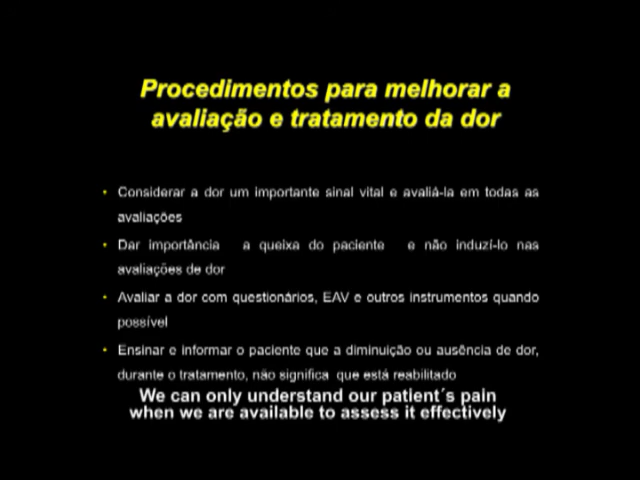 Procedimentos para melhorar a
avaliação e tratamento da dor
• Considerar a dor um importante sinal vital e avaliá-la em todas as
avaliações
• Dar importância a queixa do paciente e não induzí-lo nas
avaliações de dor
• Avaliar a dor com questionários, EAV e outros instrumentos quando
possível
• Ensinar e informar o paciente que a diminuição ou ausência de dor,
durante o tratamento, não significa que está reabilitado
We can only understand our patient´s pain
when we are available to assess it effectively